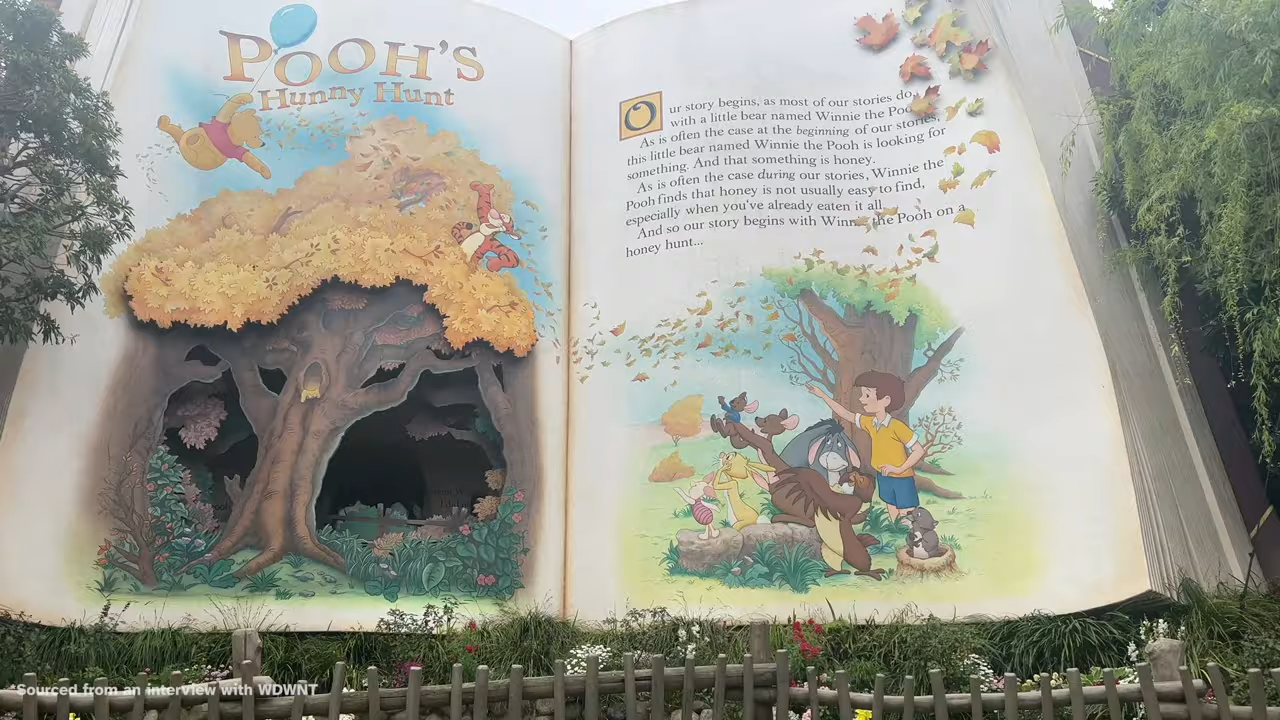 POOH'S
Hunny Hunt
Our story begins, as most of our stories do,
with a little bear named Winnie the Pooh.
As is often the case at the beginning of our stories,
this little bear named Winnie the Pooh is looking for
something. And that something is honey.
As is often the case during our stories, Winnie the
Pooh finds that honey is not usually easy to find,
especially when you've already eaten it all.
And so our story begins with Winnie the Pooh on a
honey hunt...
*Sourced from an interview with WDWNT